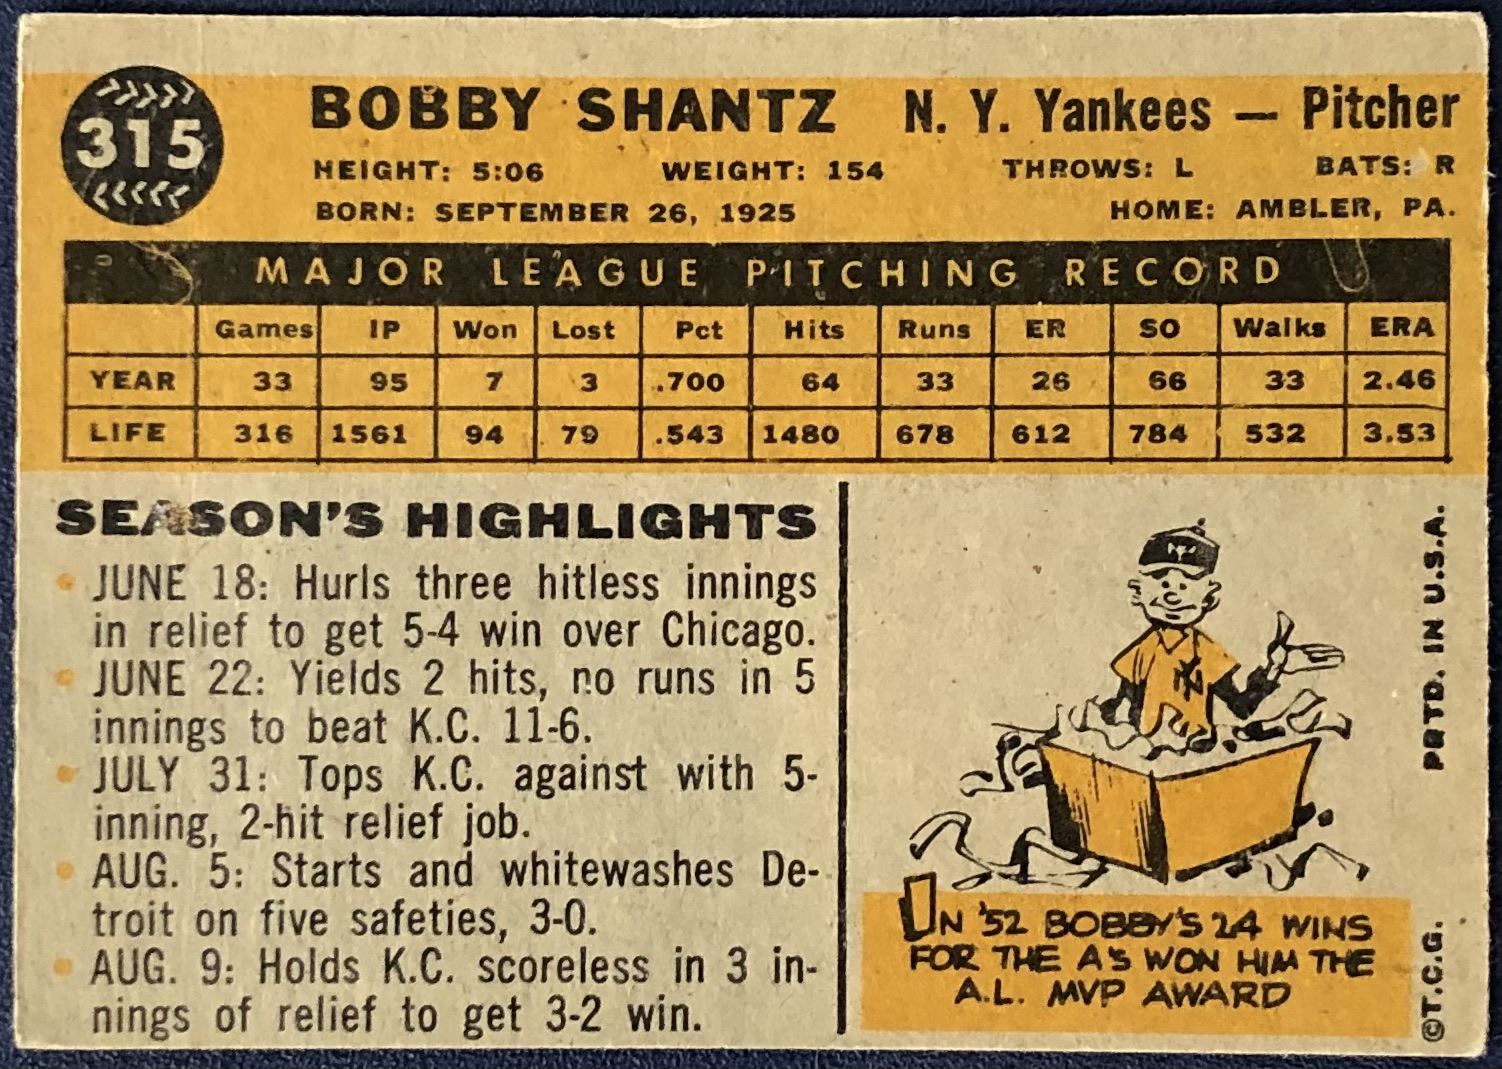 315
BOBBY SHANTZ N. Y. Yankees — Pitcher
HEIGHT: 5:06 WEIGHT: 154 THROWS: L BATS: R
BORN: SEPTEMBER 26, 1925 HOME: AMBLER, PA.
MAJOR LEAGUE PITCHING RECORD
Games IP Won Lost Pct Hits Runs ER SO Walks ERA
YEAR 33 95 7 3 .700 64 33 26 66 33 2.46
LIFE 316 1561 94 79 .543 1480 678 612 784 532 3.53
SEASON'S HIGHLIGHTS
• JUNE 18: Hurls three hitless innings
in relief to get 5-4 win over Chicago.
• JUNE 22: Yields 2 hits, no runs in 5
innings to beat K.C. 11-6.
• JULY 31: Tops K.C. against with 5-
inning, 2-hit relief job.
• AUG. 5: Starts and whitewashes De-
troit on five safeties, 3-0.
• AUG. 9: Holds K.C. scoreless in 3 in-
nings of relief to get 3-2 win.
NY
NY
IN '52 BOBBY'S 24 WINS
FOR THE A'S WON HIM THE
A.L. MVP AWARD
©T.C.G. PRTD. IN U.S.A.